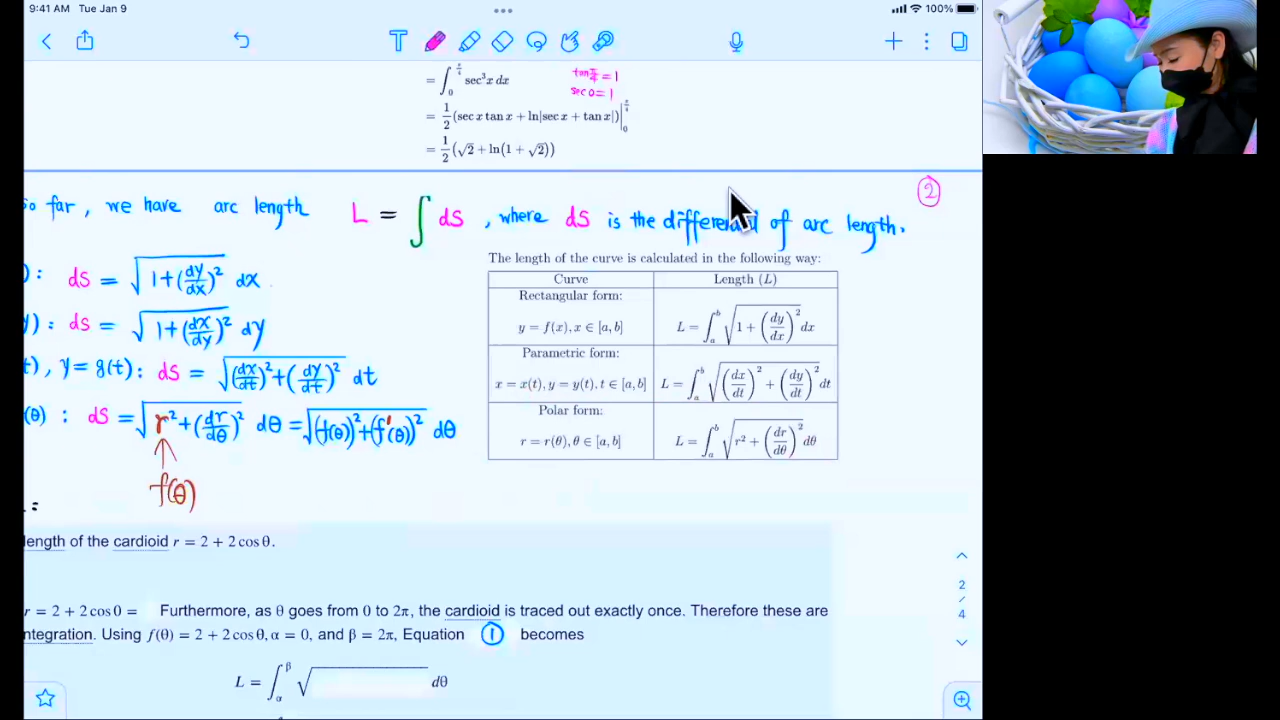 9:41 AM Tue Jan 9
100%
T
= ∫_0^{π/4} sec³x dx
tan π/4 = 1
sec 0 = 1
= 1/2 (sec x tan x + ln|sec x + tan x|)|_0^{π/4}
= 1/2 (√2 + ln(1 + √2))
so far, we have arc length L = ∫ ds, where ds is the differential of arc length.
②
): ds = √(1+(dy/dx)²) dx
y): ds = √(1+(dx/dy)²) dy
t), y = g(t): ds = √((dx/dt)²+(dy/dt)²) dt
(θ) : ds = √(r²+(dr/dθ)²) dθ = √((f(θ))²+(f'(θ))²) dθ
f(θ)
:
The length of the curve is calculated in the following way:
Curve Length (L)
Rectangular form:
y = f(x), x ∈ [a, b] L = ∫_a^b √(1 + (dy/dx)²) dx
Parametric form:
x = x(t), y = y(t), t ∈ [a, b] L = ∫_a^b √((dx/dt)² + (dy/dt)²) dt
Polar form:
r = r(θ), θ ∈ [a, b] L = ∫_a^b √(r² + (dr/dθ)²) dθ
length of the cardioid r = 2 + 2 cos θ.
r = 2 + 2 cos 0 = Furthermore, as θ goes from 0 to 2π, the cardioid is traced out exactly once. Therefore these are
ntegration. Using f(θ) = 2 + 2 cos θ, α = 0, and β = 2π, Equation ① becomes
L = ∫_α^β √ dθ
2
/
4